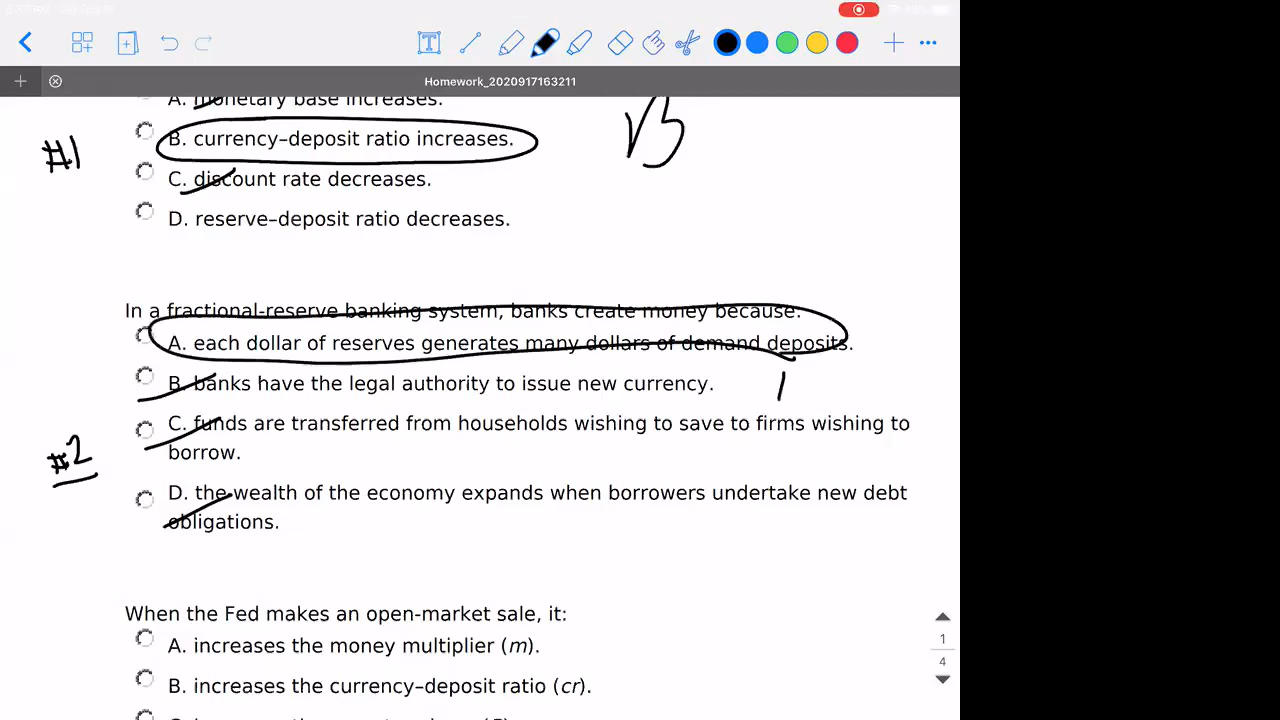 Homework_2020917163211
A. monetary base increases.
B. currency–deposit ratio increases.
B
#1
C. discount rate decreases.
D. reserve–deposit ratio decreases.
In a fractional-reserve banking system, banks create money because:
A. each dollar of reserves generates many dollars of demand deposits.
B. banks have the legal authority to issue new currency.
C. funds are transferred from households wishing to save to firms wishing to
borrow.
#2
D. the wealth of the economy expands when borrowers undertake new debt
obligations.
When the Fed makes an open-market sale, it:
A. increases the money multiplier (m).
1
4
B. increases the currency–deposit ratio (cr).